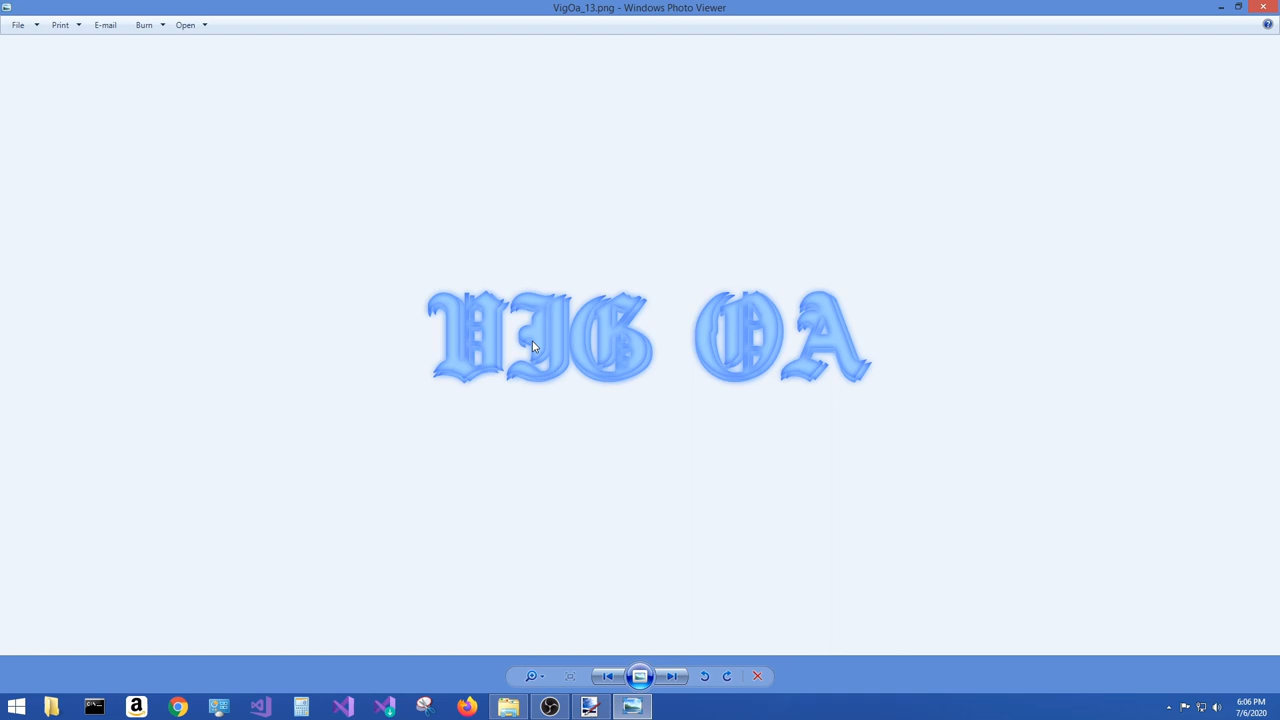 VigOa_13.png - Windows Photo Viewer
File Print E-mail Burn Open
VIG OA
6:06 PM
7/6/2020